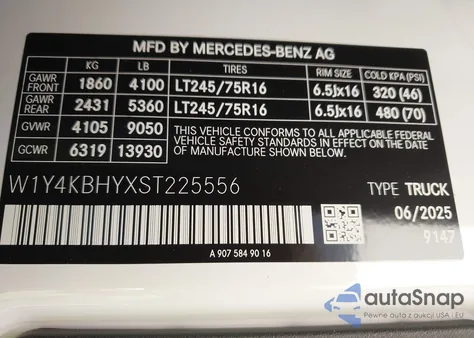 MFD BY MERCEDES-BENZ AG
KG LB TIRES RIM SIZE COLD KPA (PSI)
GAWR FRONT 1860 4100 LT245/75R16 6.5Jx16 320 (46)
GAWR REAR 2431 5360 LT245/75R16 6.5Jx16 480 (70)
GVWR 4105 9050
GCWR 6319 13930
THIS VEHICLE CONFORMS TO ALL APPLICABLE FEDERAL
MOTOR VEHICLE SAFETY STANDARDS IN EFFECT ON THE DATE
OF MANUFACTURE SHOWN BELOW.
W1Y4KBHYXST225556 TYPE TRUCK
06/2025
9147
A 907 584 90 16
autoSnap
Pewne auta z aukcji USA i EU